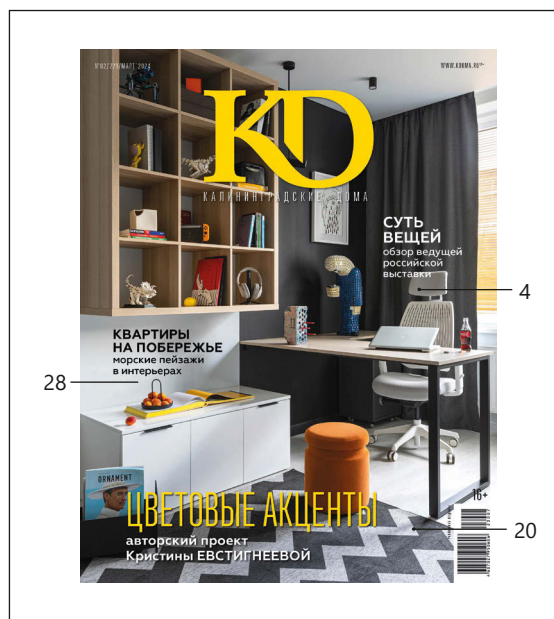 №02/229/МАРТ 2024
WWW.KDOMA.RU
KD
КАЛИНИНГРАДСКИЕ ДОМА
СУТЬ
ВЕЩЕЙ
обзор ведущей
российской
выставки
4
КВАРТИРЫ
НА ПОБЕРЕЖЬЕ
морские пейзажи
в интерьерах
28
ORNAMENT
ЦВЕТОВЫЕ АКЦЕНТЫ
авторский проект
Кристины ЕВСТИГНЕЕВОЙ
16+
20